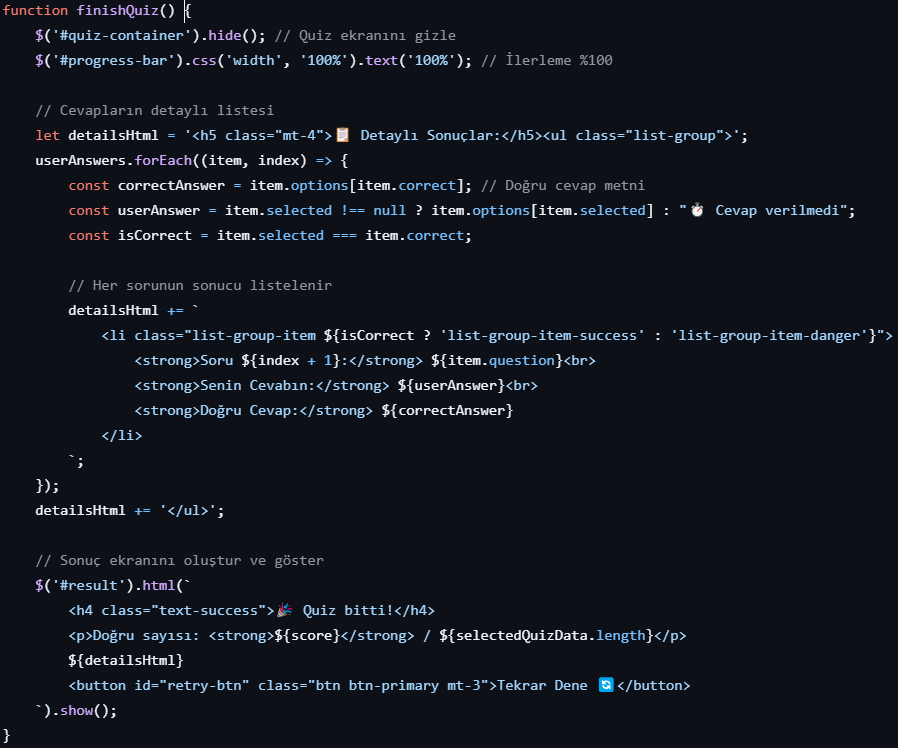 function finishQuiz() {
    $('#quiz-container').hide(); // Quiz ekranını gizle
    $('#progress-bar').css('width', '100%').text('100%'); // İlerleme %100

    // Cevapların detaylı listesi
    let detailsHtml = '<h5 class="mt-4">📋 Detaylı Sonuçlar:</h5><ul class="list-group">';
    userAnswers.forEach((item, index) => {
        const correctAnswer = item.options[item.correct]; // Doğru cevap metni
        const userAnswer = item.selected !== null ? item.options[item.selected] : "⏱️ Cevap verilmedi";
        const isCorrect = item.selected === item.correct;

        // Her sorunun sonucu listelenir
        detailsHtml += `
            <li class="list-group-item ${isCorrect ? 'list-group-item-success' : 'list-group-item-danger'}">
                <strong>Soru ${index + 1}:</strong> ${item.question}<br>
                <strong>Senin Cevabın:</strong> ${userAnswer}<br>
                <strong>Doğru Cevap:</strong> ${correctAnswer}
            </li>
        `;
    });
    detailsHtml += '</ul>';

    // Sonuç ekranını oluştur ve göster
    $('#result').html(`
        <h4 class="text-success">🎉 Quiz bitti!</h4>
        <p>Doğru sayısı: <strong>${score}</strong> / ${selectedQuizData.length}</p>
        ${detailsHtml}
        <button id="retry-btn" class="btn btn-primary mt-3">Tekrar Dene 🔄</button>
    `).show();
}